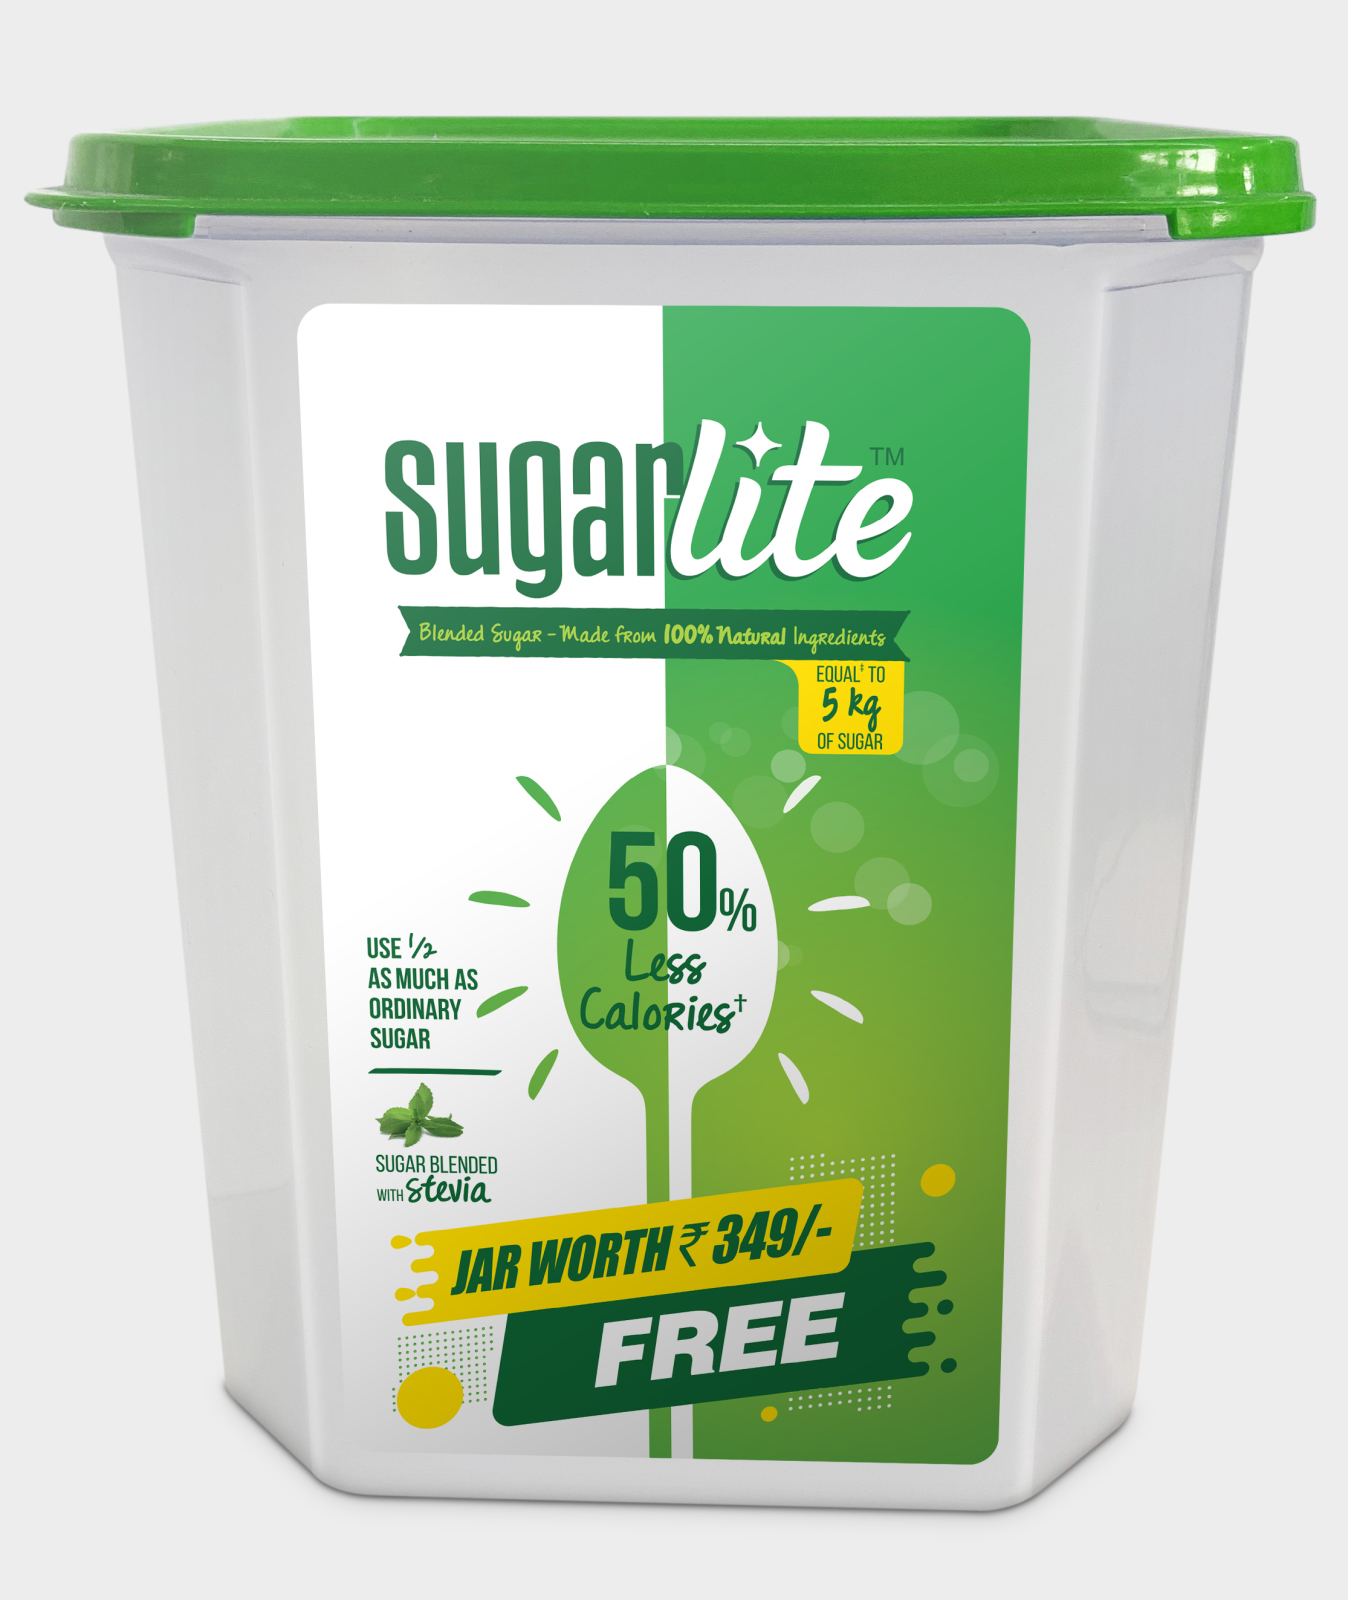 sugarlite™
Blended Sugar - Made from 100% Natural Ingredients
EQUAL‡ TO
5 kg
OF SUGAR
50%
Less
Calories†
USE ½
AS MUCH AS
ORDINARY
SUGAR
SUGAR BLENDED
WITH stevia
JAR WORTH ₹ 349/-
FREE